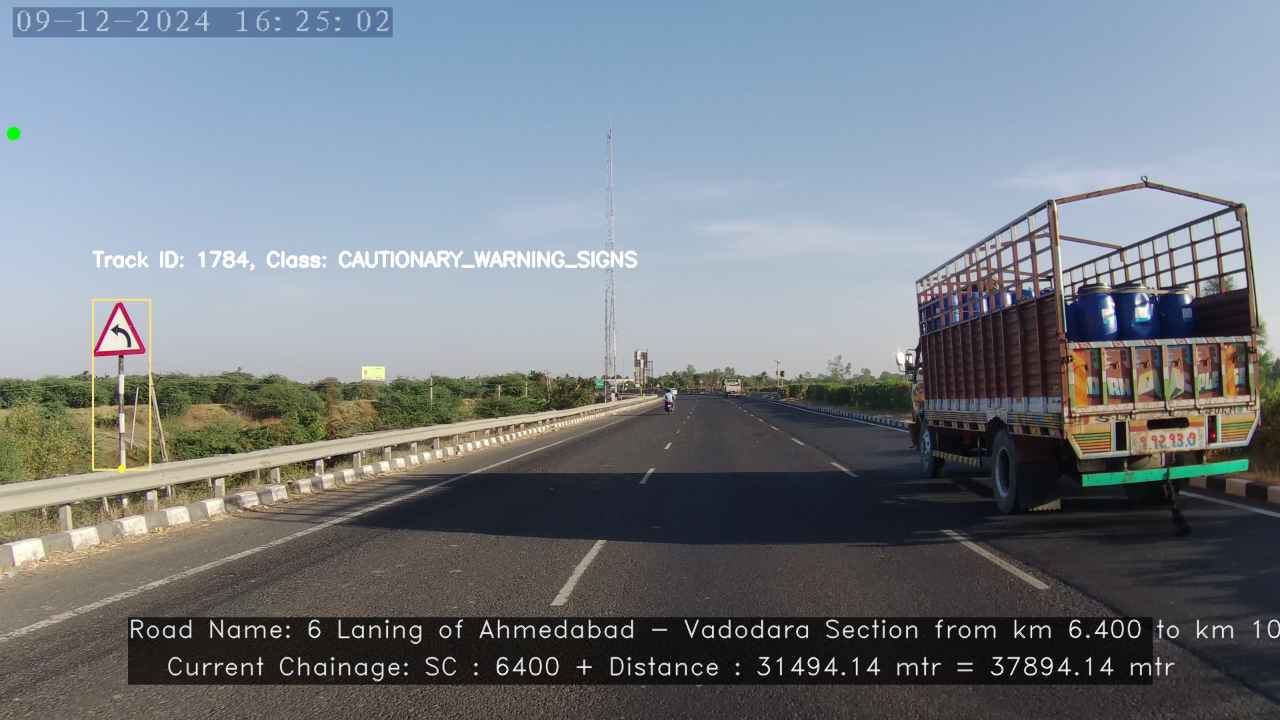 09-12-2024 16:25:02
Track ID: 1784, Class: CAUTIONARY_WARNING_SIGNS
Road Name: 6 Laning of Ahmedabad - Vadodara Section from km 6.400 to km 10
Current Chainage: SC : 6400 + Distance : 31494.14 mtr = 37894.14 mtr